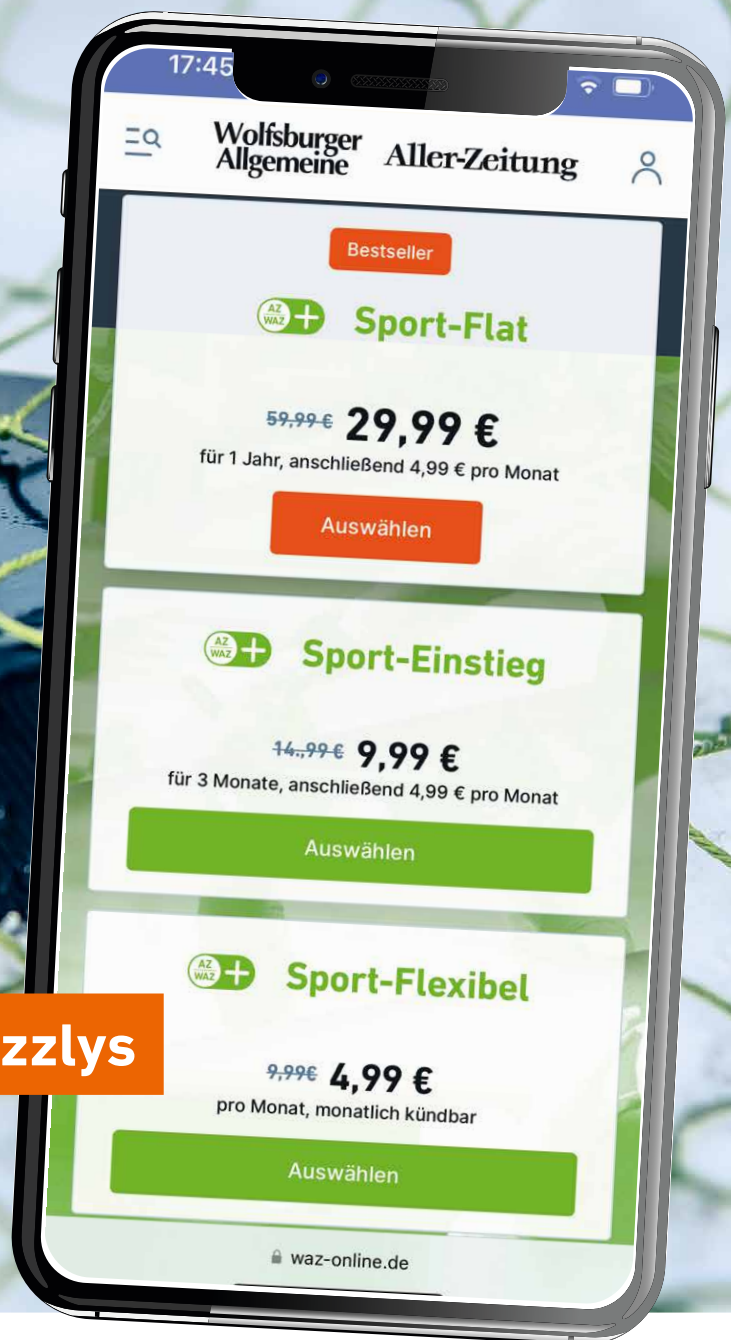 17:45
Wolfsburger
Allgemeine
Aller-Zeitung
Bestseller
AZ
WAZ
Sport-Flat
59,99 € 29,99 €
für 1 Jahr, anschließend 4,99 € pro Monat
Auswählen
AZ
WAZ
Sport-Einstieg
14.,99 € 9,99 €
für 3 Monate, anschließend 4,99 € pro Monat
Auswählen
AZ
WAZ
Sport-Flexibel
zzlys
9,99€ 4,99 €
pro Monat, monatlich kündbar
Auswählen
waz-online.de